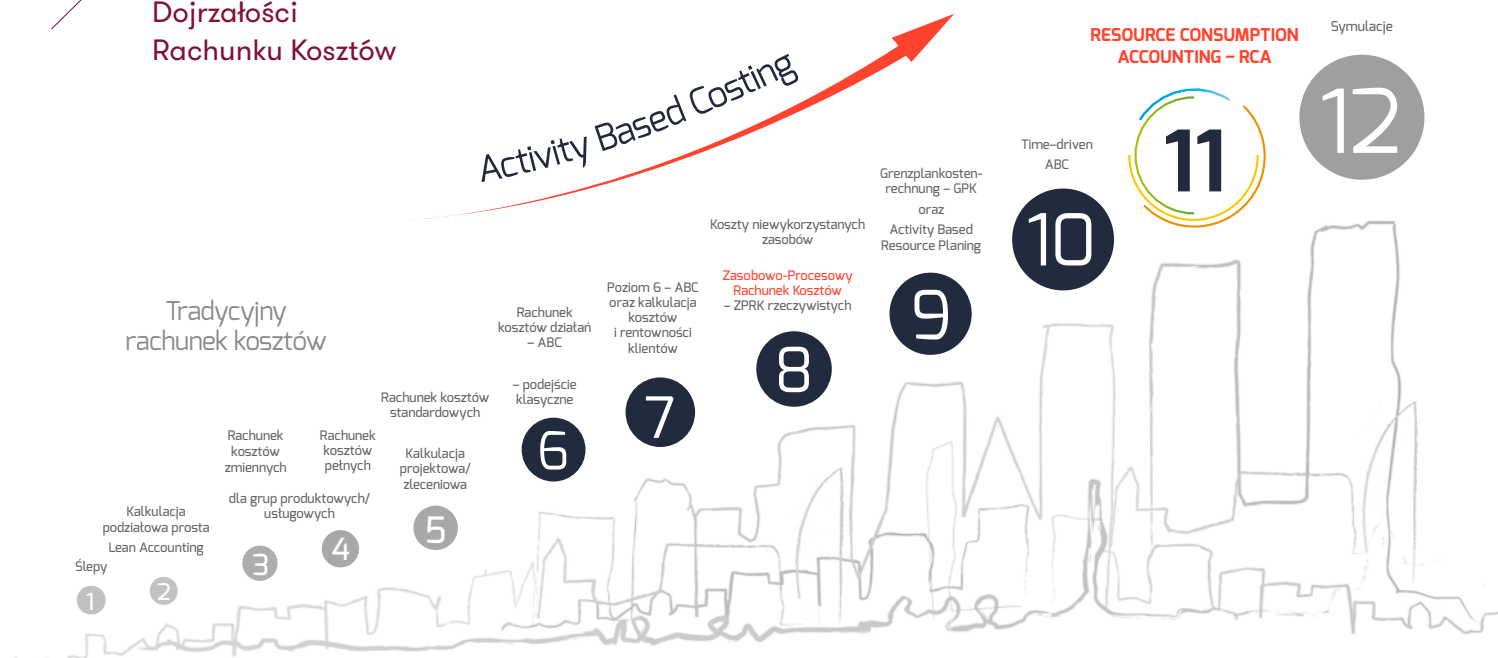 Dojrzałości
Rachunku Kosztów
Activity Based Costing
Tradycyjny
rachunek kosztów
Ślepy
1
Kalkulacja
podziałowa prosta
Lean Accounting
2
Rachunek
kosztów
zmiennych
Rachunek
kosztów
pełnych
dla grup produktowych/
usługowych
3
4
Rachunek kosztów
standardowych
Kalkulacja
projektowa/
zleceniowa
5
Rachunek
kosztów działań
– ABC
– podejście
klasyczne
6
Poziom 6 – ABC
oraz kalkulacja
kosztów
i rentowności
klientów
7
Koszty niewykorzystanych
zasobów
Zasobowo-Procesowy
Rachunek Kosztów
– ZPRK rzeczywistych
8
Grenzplankosten-
rechnung – GPK
oraz
Activity Based
Resource Planing
9
Time–driven
ABC
10
RESOURCE CONSUMPTION
ACCOUNTING – RCA
11
Symulacje
12